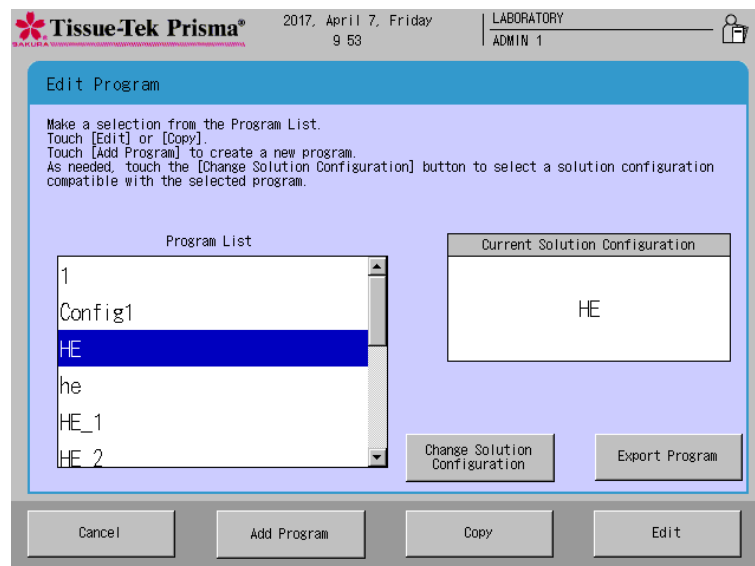 Tissue-Tek Prisma®
SAKURA
2017, April 7, Friday
9 53
LABORATORY
ADMIN 1
Edit Program
Make a selection from the Program List.
Touch [Edit] or [Copy].
Touch [Add Program] to create a new program.
As needed, touch the [Change Solution Configuration] button to select a solution configuration
compatible with the selected program.
Program List
1
Config1
HE
he
HE_1
HE_2
Current Solution Configuration
HE
Change Solution
Configuration
Export Program
Cancel
Add Program
Copy
Edit